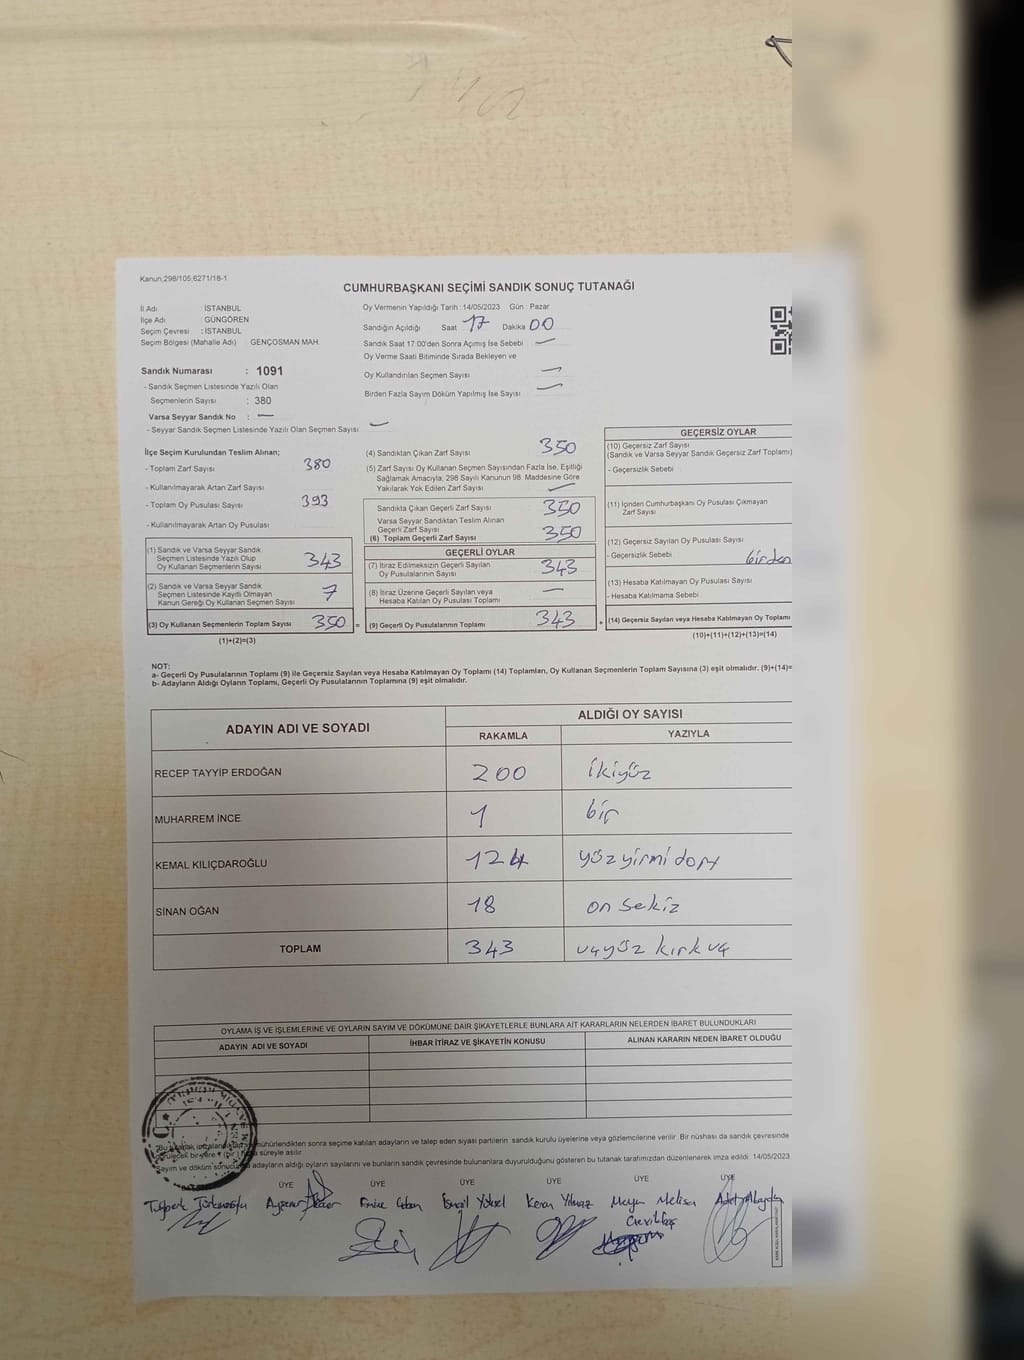 Kanun;298/105,6271/18-1
CUMHURBAŞKANI SEÇİMİ SANDIK SONUÇ TUTANAĞI
İl Adı : İSTANBUL
İlçe Adı : GÜNGÖREN
Seçim Çevresi : İSTANBUL
Seçim Bölgesi (Mahalle Adı) GENÇOSMAN MAH.
Sandık Numarası : 1091
- Sandık Seçmen Listesinde Yazılı Olan
Seçmenlerin Sayısı : 380
Varsa Seyyar Sandık No : —
- Seyyar Sandık Seçmen Listesinde Yazılı Olan Seçmen Sayısı —
Oy Vermenin Yapıldığı Tarih : 14/05/2023 Gün : Pazar
Sandığın Açıldığı Saat 17 Dakika 00
Sandık Saat 17:00'den Sonra Açımış İse Sebebi —
Oy Verme Saati Bitiminde Sırada Bekleyen ve
Oy Kullandırılan Seçmen Sayısı —
Birden Fazla Sayım Döküm Yapılmış İse Sayısı —
İlçe Seçim Kurulundan Teslim Alınan;
- Toplam Zarf Sayısı 380
- Kullanılmayarak Artan Zarf Sayısı
- Toplam Oy Pusulası Sayısı 393
- Kullanılmayarak Artan Oy Pusulası
(1) Sandık ve Varsa Seyyar Sandık
Seçmen Listesinde Yazılı Olup
Oy Kullanan Seçmenlerin Sayısı 343
(2) Sandık ve Varsa Seyyar Sandık
Seçmen Listesinde Kayıtlı Olmayan
Kanun Gereği Oy Kullanan Seçmen Sayısı 7
(3) Oy Kullanan Seçmenlerin Toplam Sayısı 350 =
(1)+(2)=(3)
(4) Sandıktan Çıkan Zarf Sayısı 350
(5) Zarf Sayısı Oy Kullanan Seçmen Sayısından Fazla İse, Eşitliği
Sağlamak Amacıyla, 298 Sayılı Kanunun 98. Maddesine Göre
Yakılarak Yok Edilen Zarf Sayısı —
Sandıkta Çıkan Geçerli Zarf Sayısı 350
Varsa Seyyar Sandıktan Teslim Alınan
Geçerli Zarf Sayısı
(6) Toplam Geçerli Zarf Sayısı 350
GEÇERLİ OYLAR
(7) İtiraz Edilmeksizin Geçerli Sayılan
Oy Pusulalarının Sayısı 343
(8) İtiraz Üzerine Geçerli Sayılan veya
Hesaba Katılan Oy Pusulası Toplamı —
(9) Geçerli Oy Pusulalarının Toplamı 343 +
GEÇERSİZ OYLAR
(10) Geçersiz Zarf Sayısı
(Sandık ve Varsa Seyyar Sandık Geçersiz Zarf Toplamı)
- Geçersizlik Sebebi
(11) İçinden Cumhurbaşkanı Oy Pusulası Çıkmayan
Zarf Sayısı
(12) Geçersiz Sayılan Oy Pusulası Sayısı
- Geçersizlik Sebebi birden
(13) Hesaba Katılmayan Oy Pusulası Sayısı
- Hesaba Katılmama Sebebi
(14) Geçersiz Sayılan veya Hesaba Katılmayan Oy Toplamı
(10)+(11)+(12)+(13)=(14)
NOT:
a- Geçerli Oy Pusulalarının Toplamı (9) ile Geçersiz Sayılan veya Hesaba Katılmayan Oy Toplamı (14) Toplamları, Oy Kullanan Seçmenlerin Toplam Sayısına (3) eşit olmalıdır. (9)+(14)=
b- Adayların Aldığı Oyların Toplamı, Geçerli Oy Pusulalarının Toplamına (9) eşit olmalıdır.
ADAYIN ADI VE SOYADI ALDIĞI OY SAYISI
RAKAMLA YAZIYLA
RECEP TAYYİP ERDOĞAN 200 ikiyüz
MUHARREM İNCE 1 bir
KEMAL KILIÇDAROĞLU 124 yüz yirmi dört
SİNAN OĞAN 18 on sekiz
TOPLAM 343 üçyüz kırk üç
OYLAMA İŞ VE İŞLEMLERİNE VE OYLARIN SAYIM VE DÖKÜMÜNE DAİR ŞİKAYETLERLE BUNLARA AİT KARARLARIN NELERDEN İBARET BULUNDUKLARI
ADAYIN ADI VE SOYADI İHBAR İTİRAZ VE ŞİKAYETİN KONUSU ALINAN KARARIN NEDEN İBARET OLDUĞU
mühürlendikten sonra seçime katılan adayların ve talep eden siyasi partilerin sandık kurulu üyelerine veya gözlemcilerine verilir. Bir nüshası da sandık çevresinde
süreyle asılır.
Sayım ve döküm adayların aldığı oyların sayılarını ve bunların sandık çevresinde bulunanlara duyurulduğunu gösteren bu tutanak tarafımızdan düzenlenerek imza edildi. 14/05/2023
ÜYE ÜYE ÜYE ÜYE ÜYE ÜYE
Emine Çoban İsmail Yüksel Kenan Yılmaz Melisa